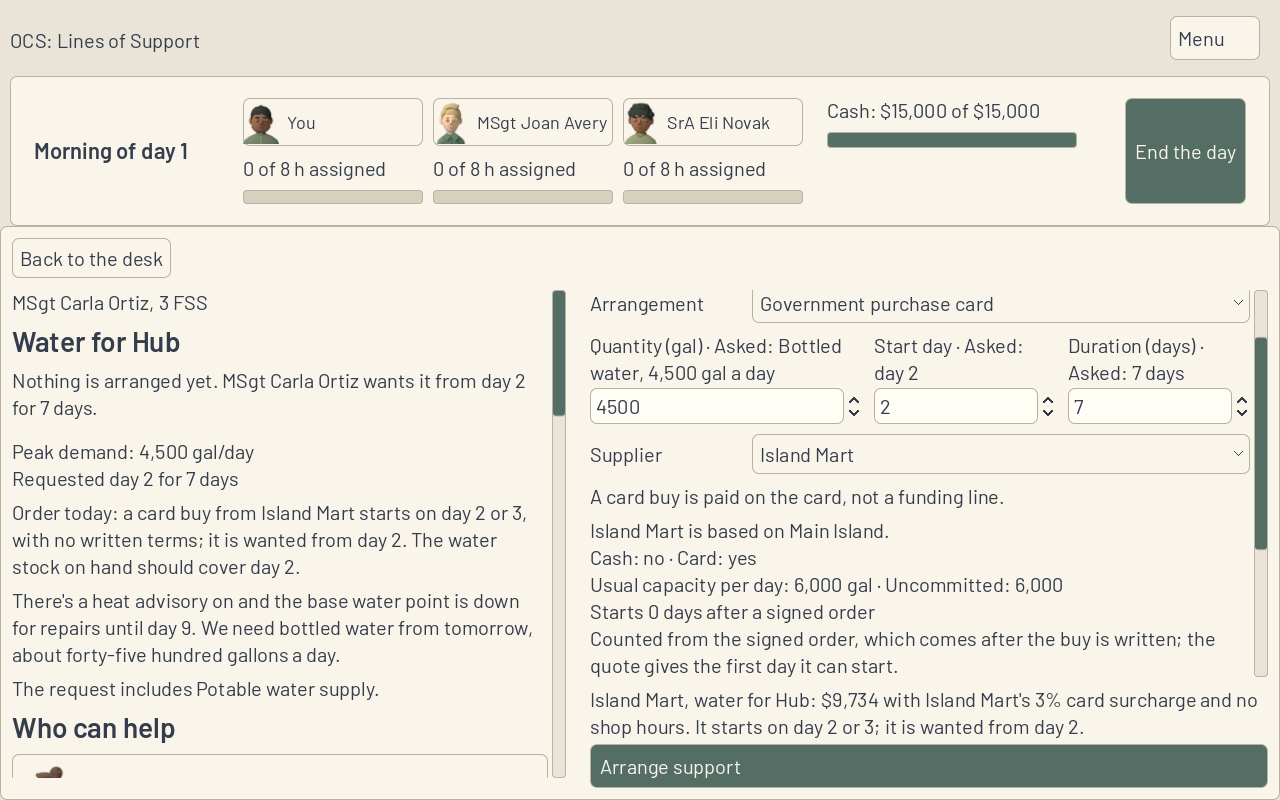 OCS: Lines of Support
Menu
Morning of day 1
You
0 of 8 h assigned
MSgt Joan Avery
0 of 8 h assigned
SrA Eli Novak
0 of 8 h assigned
Cash: $15,000 of $15,000
End the day
Back to the desk
MSgt Carla Ortiz, 3 FSS
Water for Hub
Nothing is arranged yet. MSgt Carla Ortiz wants it from day 2
for 7 days.
Peak demand: 4,500 gal/day
Requested day 2 for 7 days
Order today: a card buy from Island Mart starts on day 2 or 3,
with no written terms; it is wanted from day 2. The water
stock on hand should cover day 2.
There's a heat advisory on and the base water point is down
for repairs until day 9. We need bottled water from tomorrow,
about forty-five hundred gallons a day.
The request includes Potable water supply.
Who can help
Arrangement
Government purchase card
Quantity (gal) · Asked: Bottled
water, 4,500 gal a day
4500
Start day · Asked:
day 2
2
Duration (days) ·
Asked: 7 days
7
Supplier
Island Mart
A card buy is paid on the card, not a funding line.
Island Mart is based on Main Island.
Cash: no · Card: yes
Usual capacity per day: 6,000 gal · Uncommitted: 6,000
Starts 0 days after a signed order
Counted from the signed order, which comes after the buy is written; the
quote gives the first day it can start.
Island Mart, water for Hub: $9,734 with Island Mart's 3% card surcharge and no
shop hours. It starts on day 2 or 3; it is wanted from day 2.
Arrange support